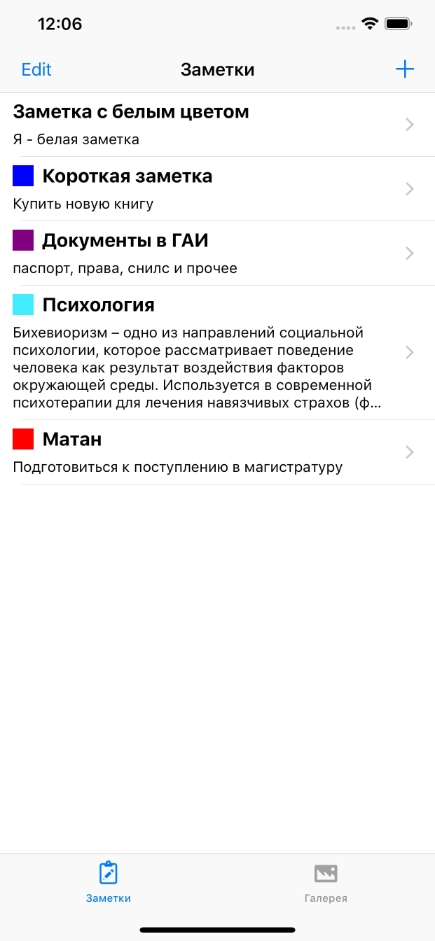 12:06
Edit
Заметки
Заметка с белым цветом
Я - белая заметка
Короткая заметка
Купить новую книгу
Документы в ГАИ
паспорт, права, снилс и прочее
Психология
Бихевиоризм – одно из направлений социальной
психологии, которое рассматривает поведение
человека как результат воздействия факторов
окружающей среды. Используется в современной
психотерапии для лечения навязчивых страхов (ф...
Матан
Подготовиться к поступлению в магистратуру
Заметки
Галерея